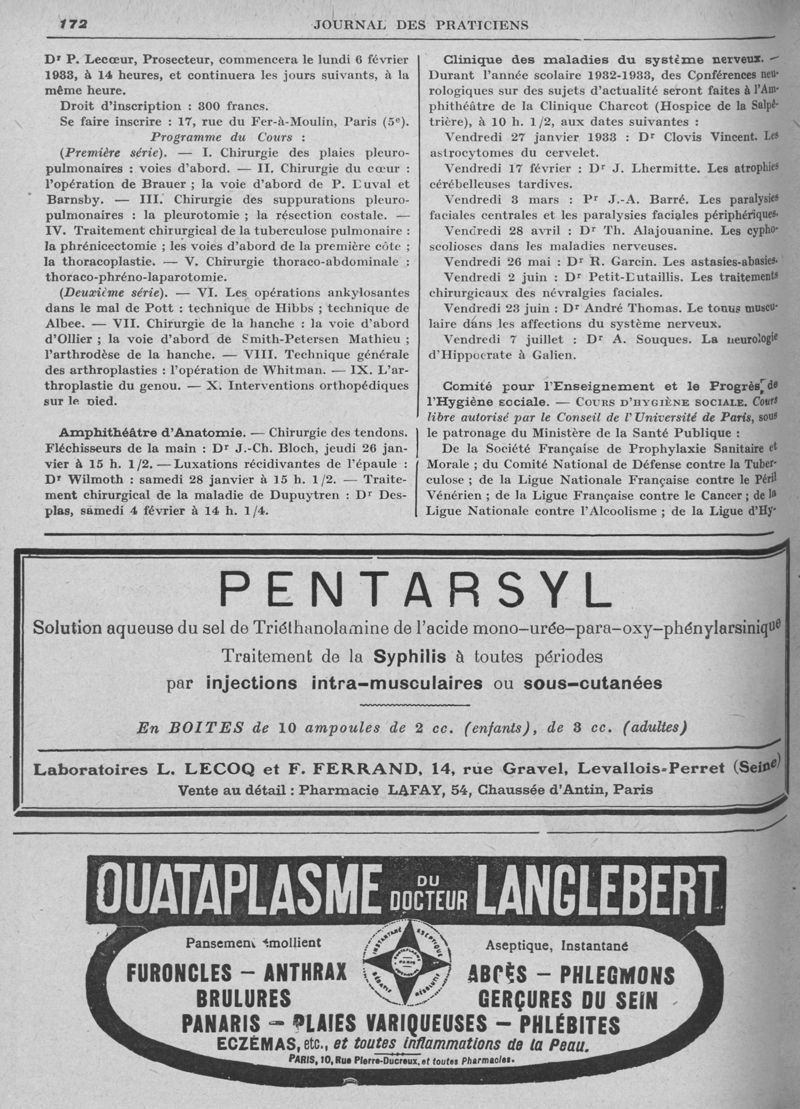 172
JOURNAL DES PRATICIENS
Dr P. Lecœur, Prosecteur, commencera le lundi 6 février
1933, à 14 heures, et continuera les jours suivants, à la
même heure.
Droit d'inscription : 300 francs.
Se faire inscrire : 17, rue du Fer-à-Moulin, Paris (5e).
Programme du Cours :
(Première série). — I. Chirurgie des plaies pleuro-
pulmonaires : voies d'abord. — II. Chirurgie du cœur :
l'opération de Brauer ; la voie d'abord de P. Duval et
Barnsby. — III. Chirurgie des suppurations pleuro-
pulmonaires : la pleurotomie ; la résection costale. —
IV. Traitement chirurgical de la tuberculose pulmonaire :
la phrénicectomie ; les voies d'abord de la première côte ;
la thoracoplastie. — V. Chirurgie thoraco-abdominale :
thoraco-phréno-laparotomie.
(Deuxième série). — VI. Les opérations ankylosantes
dans le mal de Pott : technique de Hibbs ; technique de
Albee. — VII. Chirurgie de la hanche : la voie d'abord
d'Ollier ; la voie d'abord de Smith-Petersen Mathieu ;
l'arthrodèse de la hanche. — VIII. Technique générale
des arthroplasties : l'opération de Whitman. — IX. L'ar-
throplastie du genou. — X. Interventions orthopédiques
sur le pied.
Amphithéâtre d'Anatomie. — Chirurgie des tendons.
Fléchisseurs de la main : Dr J.-Ch. Bloch, jeudi 26 jan-
vier à 15 h. 1/2. — Luxations récidivantes de l'épaule :
Dr Wilmoth : samedi 28 janvier à 15 h. 1/2. — Traite-
ment chirurgical de la maladie de Dupuytren : Dr Des-
plas, samedi 4 février à 14 h. 1/4.
Clinique des maladies du système nerveux. —
Durant l'année scolaire 1932-1933, des Conférences neu-
rologiques sur des sujets d'actualité seront faites à l'Am-
phithéâtre de la Clinique Charcot (Hospice de la Salpê-
trière), à 10 h. 1/2, aux dates suivantes :
Vendredi 27 janvier 1933 : Dr Clovis Vincent. Les
astrocytomes du cervelet.
Vendredi 17 février : Dr J. Lhermitte. Les atrophies
cérébelleuses tardives.
Vendredi 3 mars : Pr J.-A. Barré. Les paralysies
faciales centrales et les paralysies faciales périphériques.
Vendredi 28 avril : Dr Th. Alajouanine. Les cypho-
scolioses dans les maladies nerveuses.
Vendredi 26 mai : Dr R. Garcin. Les astasies-abasies.
Vendredi 2 juin : Dr Petit-Dutaillis. Les traitements
chirurgicaux des névralgies faciales.
Vendredi 23 juin : Dr André Thomas. Le tonus muscu-
laire dans les affections du système nerveux.
Vendredi 7 juillet : Dr A. Souques. La neurologie
d'Hippocrate à Galien.
Comité pour l'Enseignement et le Progrès de
l'Hygiène sociale. — COURS D'HYGIÈNE SOCIALE. Cours
libre autorisé par le Conseil de l'Université de Paris, sous
le patronage du Ministère de la Santé Publique :
De la Société Française de Prophylaxie Sanitaire et
Morale ; du Comité National de Défense contre la Tuber-
culose ; de la Ligue Nationale Française contre le Péril
Vénérien ; de la Ligue Française contre le Cancer ; de la
Ligue Nationale contre l'Alcoolisme ; de la Ligue d'Hy-
PENTARSYL
Solution aqueuse du sel de Triéthanolamine de l'acide mono-urée-para-oxy-phénylarsinique
Traitement de la Syphilis à toutes périodes
par injections intra-musculaires ou sous-cutanées
En BOITES de 10 ampoules de 2 cc. (enfants), de 3 cc. (adultes)
Laboratoires L. LECOQ et F. FERRAND, 14, rue Gravel, Levallois-Perret (Seine)
Vente au détail : Pharmacie LAFAY, 54, Chaussée d'Antin, Paris
OUATAPLASME DU DOCTEUR LANGLEBERT
Pansement émollient
Aseptique, Instantané
INSTANTANÉ ASEPTIQUE
FURONCLES — ANTHRAX
ABCÈS — PHLEGMONS
BRULURES
GERÇURES DU SEIN
PANARIS — PLAIES VARIQUEUSES — PHLÉBITES
ECZÉMAS, etc., et toutes inflammations de la Peau.
PARIS, 10, Rue Pierre-Ducreux, et toutes Pharmacies.